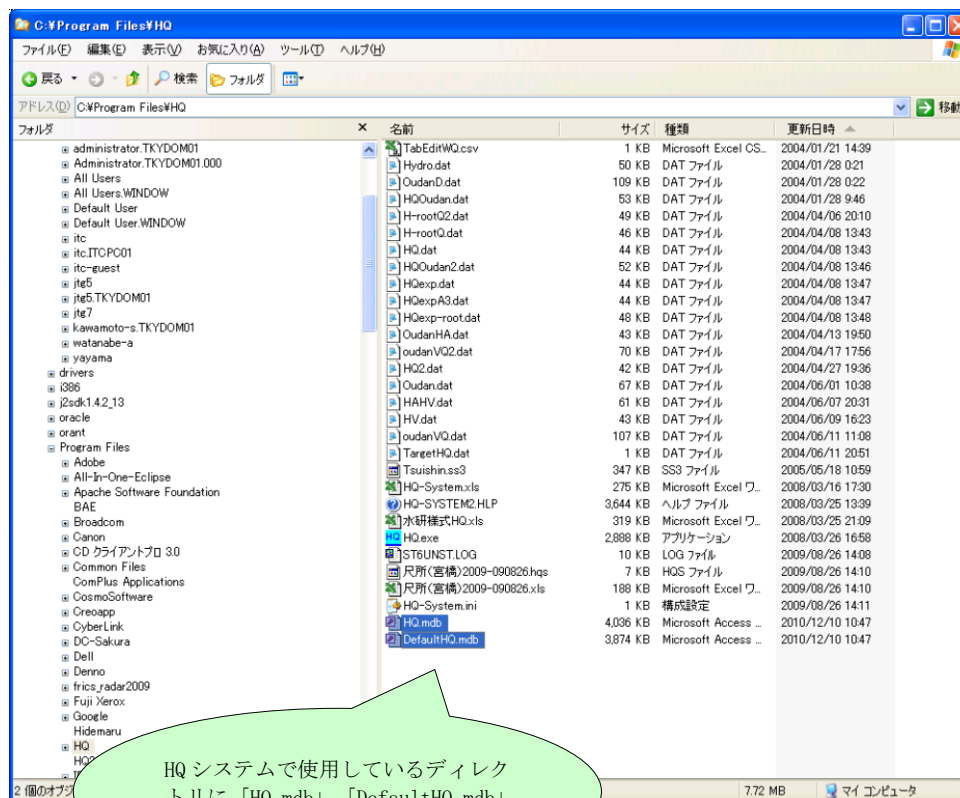 C:¥Program Files¥HQ
ファイル(F) 編集(E) 表示(V) お気に入り(A) ツール(T) ヘルプ(H)
戻る 検索 フォルダ
アドレス(D) C:¥Program Files¥HQ 移動
フォルダ ×
administrator.TKYDOM01
Administrator.TKYDOM01.000
All Users
All Users.WINDOW
Default User
Default User.WINDOW
itc
itc.ITCPC01
itc-guest
jtg5
jtg5.TKYDOM01
jtg7
kawamoto-s.TKYDOM01
watanabe-a
yayama
drivers
i386
j2sdk1.4.2_13
oracle
orant
Program Files
Adobe
All-In-One-Eclipse
Apache Software Foundation
BAE
Broadcom
Canon
CD クライアントプロ 3.0
Common Files
ComPlus Applications
CosmoSoftware
Creoapp
CyberLink
DC-Sakura
Dell
Denno
frics_radar2009
Fuji Xerox
Google
Hidemaru
HQ
名前 サイズ 種類 更新日時
TabEditWQ.csv 1 KB Microsoft Excel CS... 2004/01/21 14:39
Hydro.dat 50 KB DAT ファイル 2004/01/28 0:21
OudanD.dat 109 KB DAT ファイル 2004/01/28 0:22
HQOudan.dat 53 KB DAT ファイル 2004/01/28 9:46
H-rootQ2.dat 49 KB DAT ファイル 2004/04/06 20:10
H-rootQ.dat 46 KB DAT ファイル 2004/04/08 13:43
HQ.dat 44 KB DAT ファイル 2004/04/08 13:43
HQOudan2.dat 52 KB DAT ファイル 2004/04/08 13:46
HQexp.dat 44 KB DAT ファイル 2004/04/08 13:47
HQexpA3.dat 44 KB DAT ファイル 2004/04/08 13:47
HQexp-root.dat 48 KB DAT ファイル 2004/04/08 13:48
OudanHA.dat 43 KB DAT ファイル 2004/04/13 19:50
oudanVQ2.dat 70 KB DAT ファイル 2004/04/17 17:56
HQ2.dat 42 KB DAT ファイル 2004/04/27 19:36
Oudan.dat 67 KB DAT ファイル 2004/06/01 10:38
HAHV.dat 61 KB DAT ファイル 2004/06/07 20:31
HV.dat 43 KB DAT ファイル 2004/06/09 16:23
oudanVQ.dat 107 KB DAT ファイル 2004/06/11 11:08
TargetHQ.dat 1 KB DAT ファイル 2004/06/11 20:51
Tsuishin.ss3 347 KB SS3 ファイル 2005/05/18 10:59
HQ-System.xls 275 KB Microsoft Excel ワ... 2008/03/16 17:30
HQ-SYSTEM2.HLP 3,644 KB ヘルプ ファイル 2008/03/25 13:39
水研様式HQ.xls 319 KB Microsoft Excel ワ... 2008/03/25 21:09
HQ.exe 2,888 KB アプリケーション 2008/03/26 16:58
ST6UNST.LOG 10 KB LOG ファイル 2009/08/26 14:08
尺所(宮橋)2009-090826.hqs 7 KB HQS ファイル 2009/08/26 14:10
尺所(宮橋)2009-090826.xls 188 KB Microsoft Excel ワ... 2009/08/26 14:10
HQ-System.ini 1 KB 構成設定 2009/08/26 14:11
HQ.mdb 4,036 KB Microsoft Access ... 2010/12/10 10:47
DefaultHQ.mdb 3,874 KB Microsoft Access ... 2010/12/10 10:47
HQ システムで使用しているディレク
トリに「HQ.mdb」「DefaultHQ.mdb」
2 個のオブジ 7.72 MB マイ コンピュータ